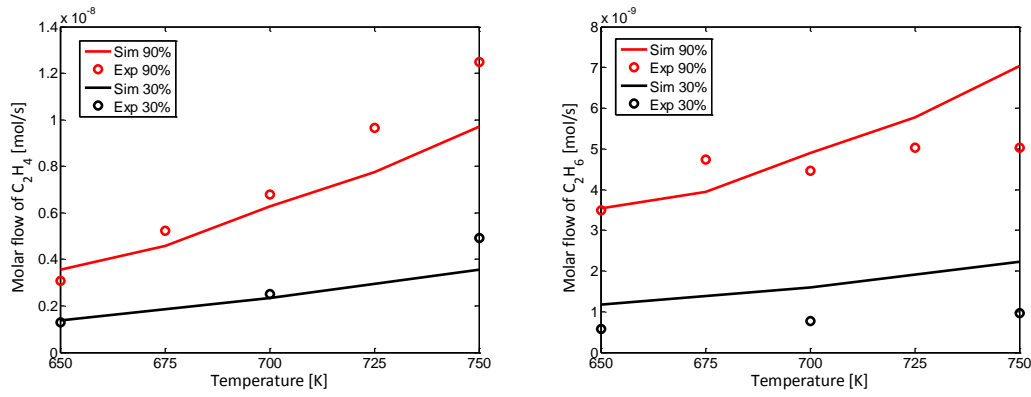 × 10^-8
1.4
1.2
1
0.8
0.6
0.4
0.2
0
Molar flow of C_2H_4 [mol/s]
Sim 90%
Exp 90%
Sim 30%
Exp 30%
650 675 700 725 750
Temperature [K]
× 10^-9
8
7
6
5
4
3
2
1
0
Molar flow of C_2H_6 [mol/s]
Sim 90%
Exp 90%
Sim 30%
Exp 30%
650 675 700 725 750
Temperature [K]